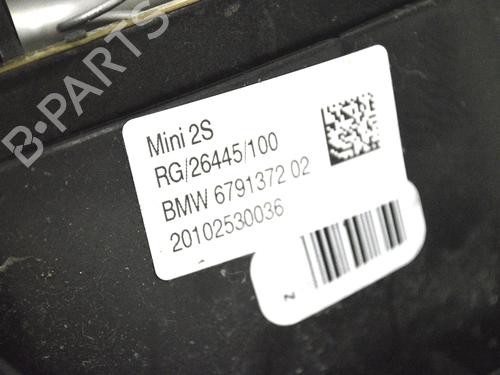 B-PARTS
Mini 2S
RG/26445/100
BMW 6791372 02
20102530036
N